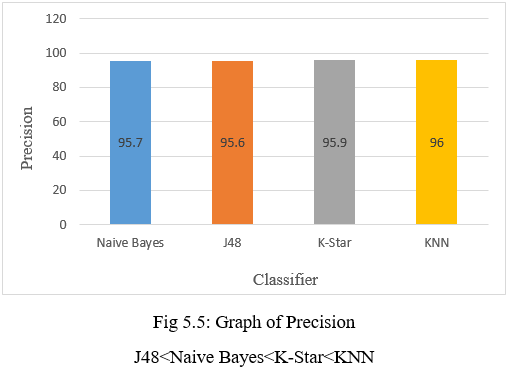 120
100
80
60
40
20
0
Precision
95.7 95.6 95.9 96
Naive Bayes J48 K-Star KNN
Classifier
Fig 5.5: Graph of Precision
J48<Naive Bayes<K-Star<KNN